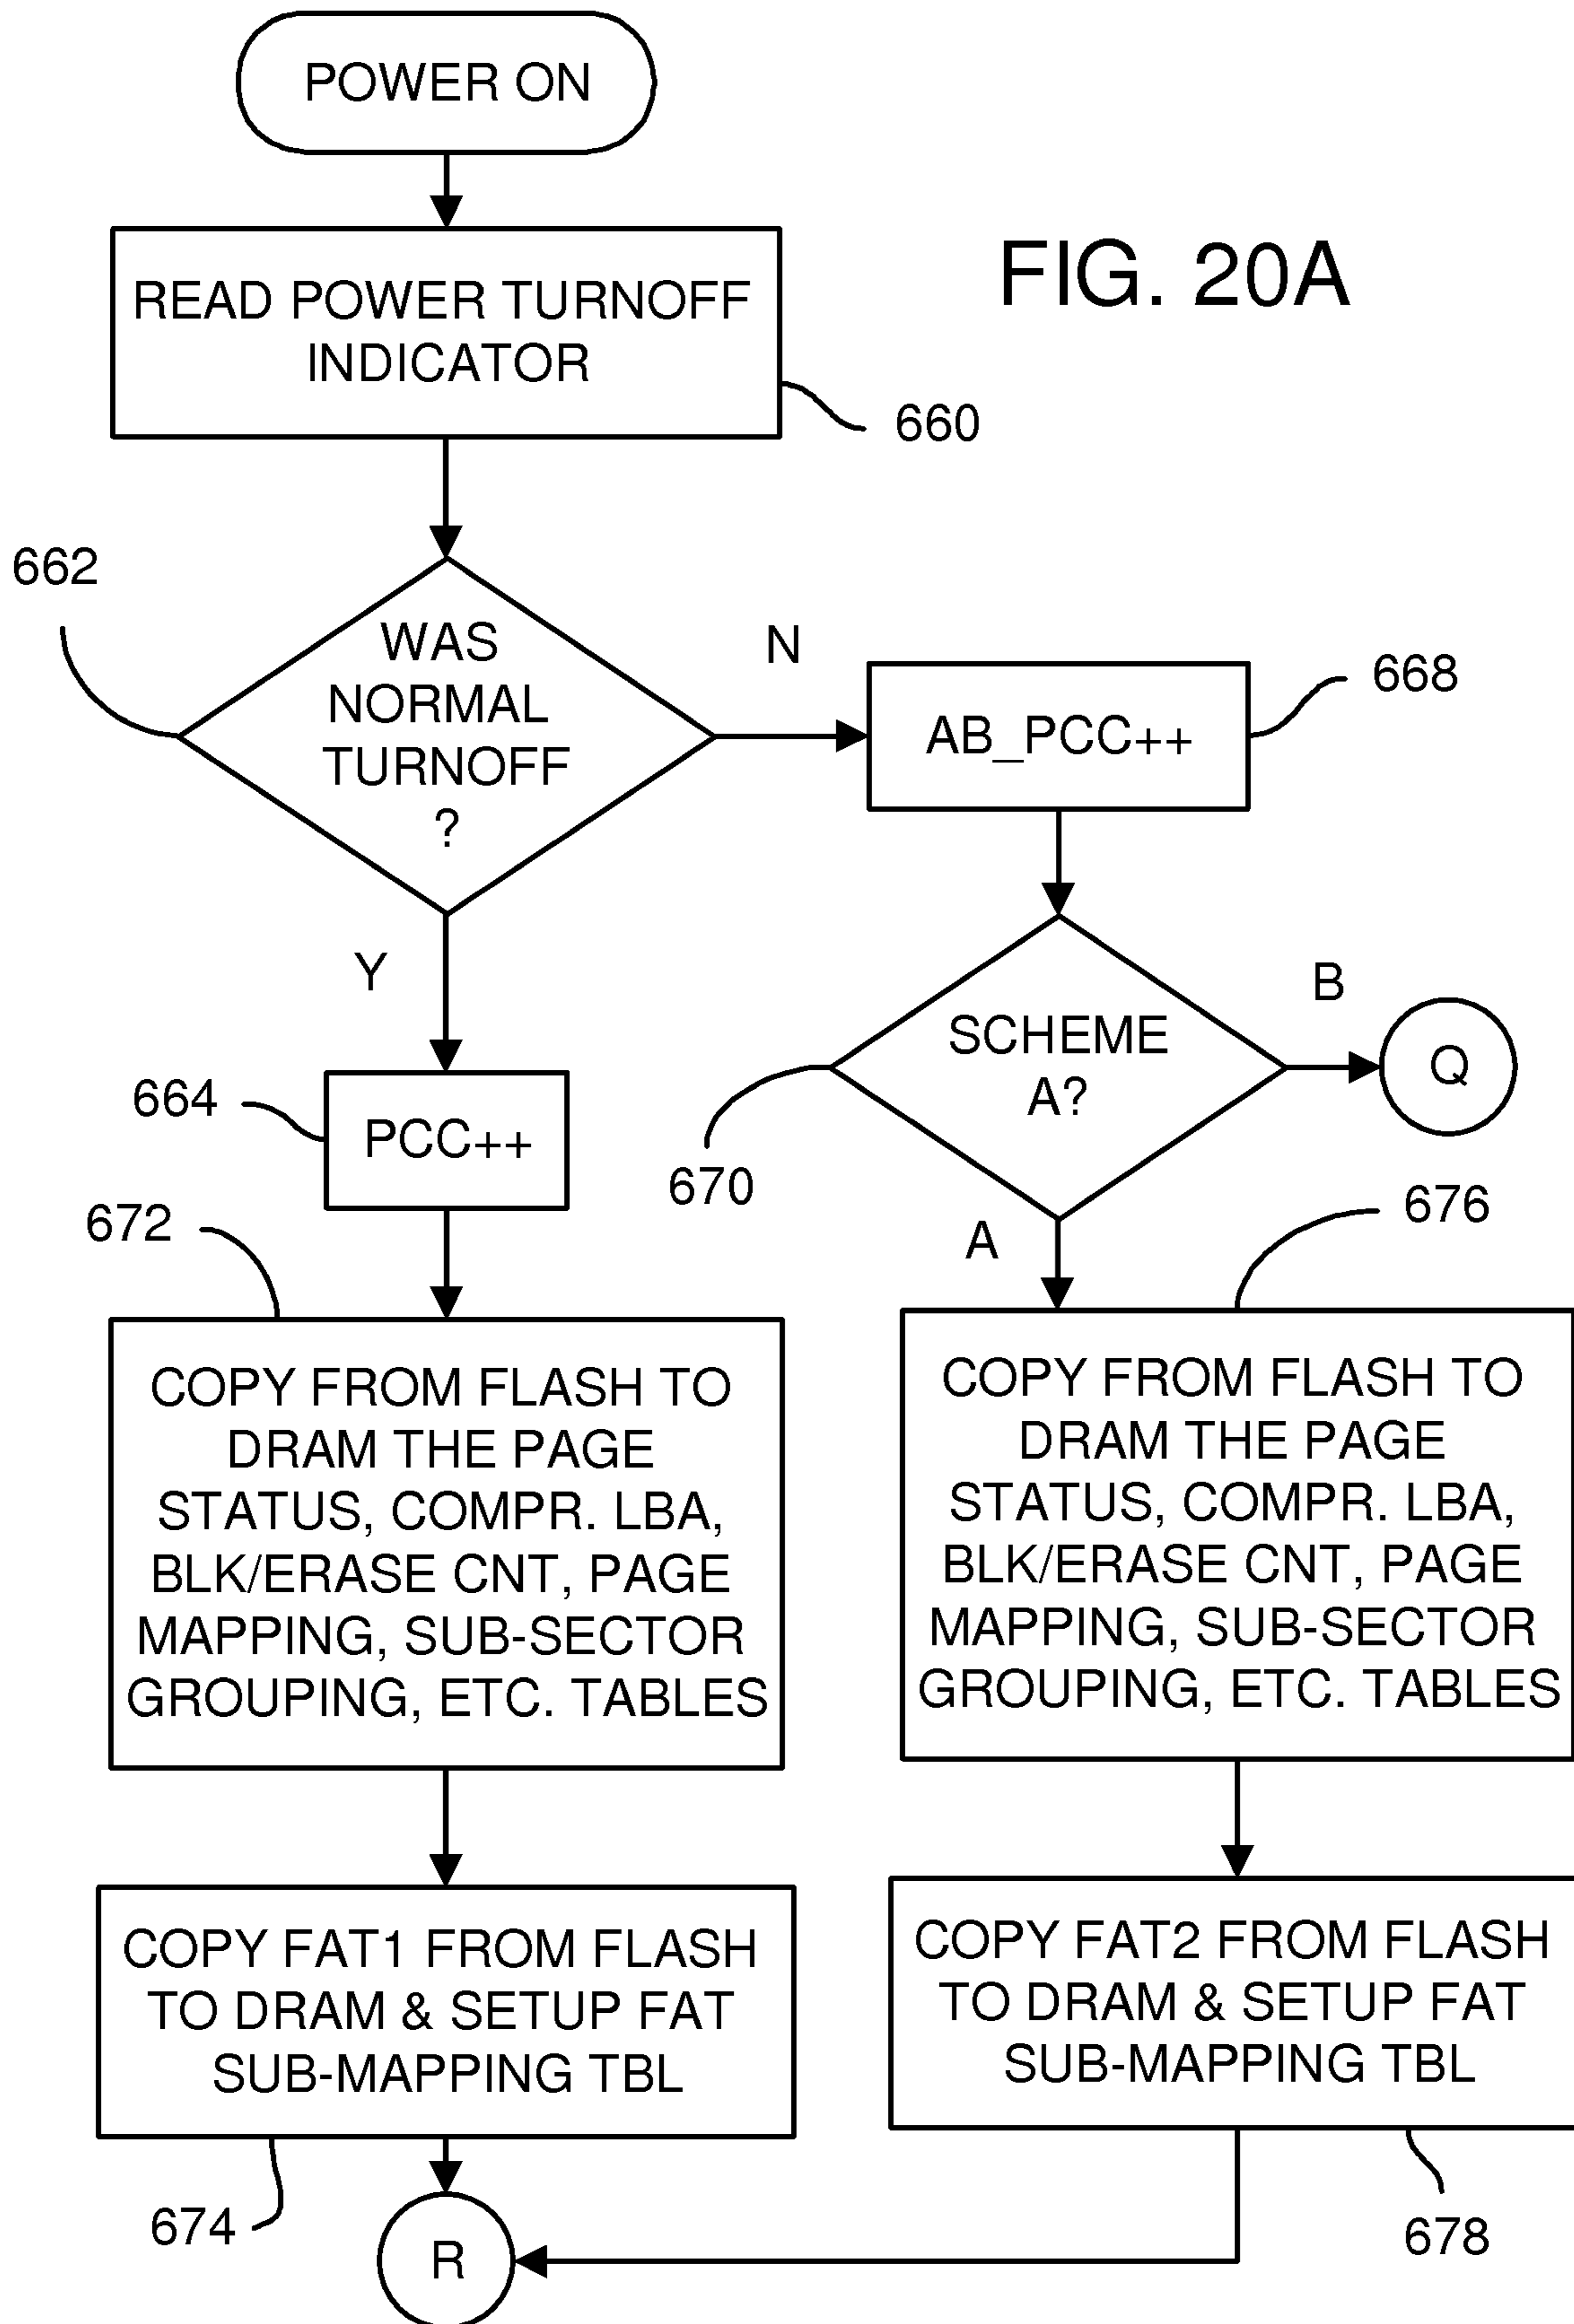 POWER ON
FIG. 20A
READ POWER TURNOFF
INDICATOR
660
662
WAS
NORMAL
TURNOFF
?
N
668
AB_PCC++
Y
SCHEME
A?
B
Q
664
PCC++
670
672
A
676
COPY FROM FLASH TO
DRAM THE PAGE
STATUS, COMPR. LBA,
BLK/ERASE CNT, PAGE
MAPPING, SUB-SECTOR
GROUPING, ETC. TABLES
COPY FROM FLASH TO
DRAM THE PAGE
STATUS, COMPR. LBA,
BLK/ERASE CNT, PAGE
MAPPING, SUB-SECTOR
GROUPING, ETC. TABLES
COPY FAT1 FROM FLASH
TO DRAM & SETUP FAT
SUB-MAPPING TBL
COPY FAT2 FROM FLASH
TO DRAM & SETUP FAT
SUB-MAPPING TBL
674
678
R